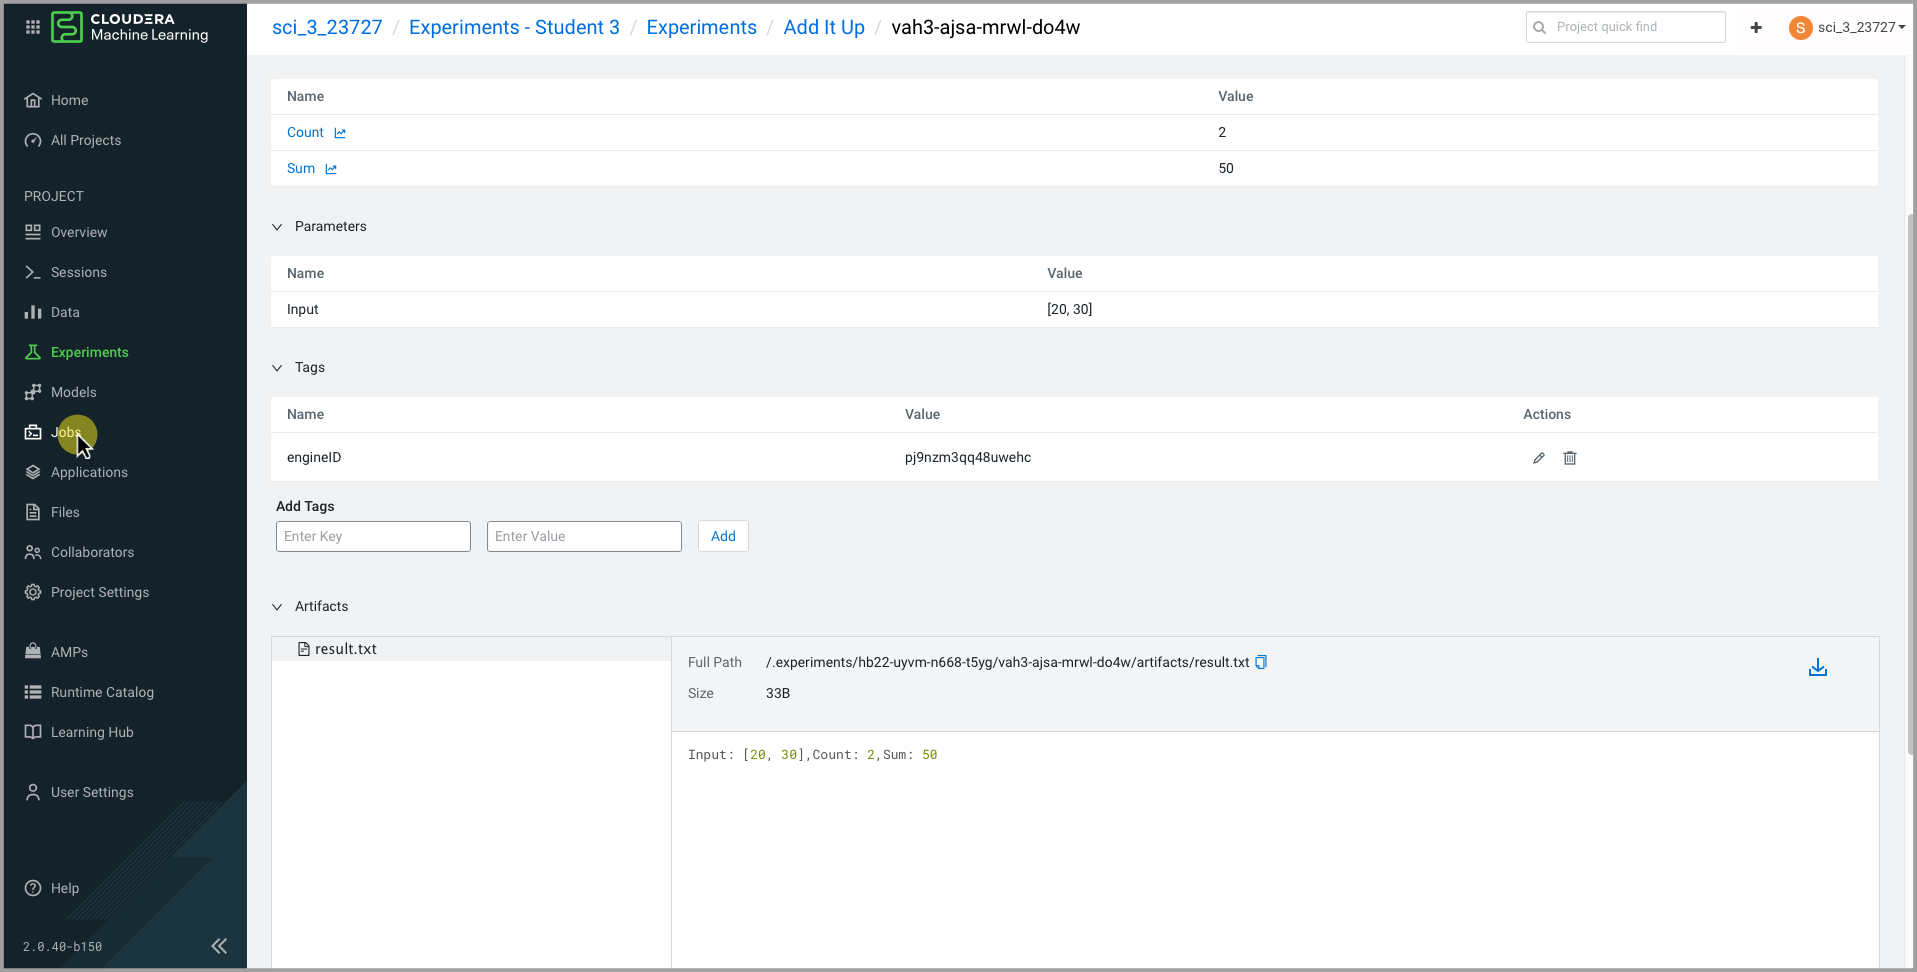 CLOUDERA
Machine Learning
sci_3_23727 / Experiments - Student 3 / Experiments / Add It Up / vah3-ajsa-mrwl-do4w
Project quick find
+
S sci_3_23727
Home
All Projects
PROJECT
Overview
Sessions
Data
Experiments
Models
Jobs
Applications
Files
Collaborators
Project Settings
AMPs
Runtime Catalog
Learning Hub
User Settings
Help
2.0.40-b150
Name Value
Count 2
Sum 50
Parameters
Name Value
Input [20, 30]
Tags
Name Value Actions
engineID pj9nzm3qq48uwehc
Add Tags
Enter Key Enter Value Add
Artifacts
result.txt
Full Path /.experiments/hb22-uyvm-n668-t5yg/vah3-ajsa-mrwl-do4w/artifacts/result.txt
Size 33B
Input: [20, 30],Count: 2,Sum: 50